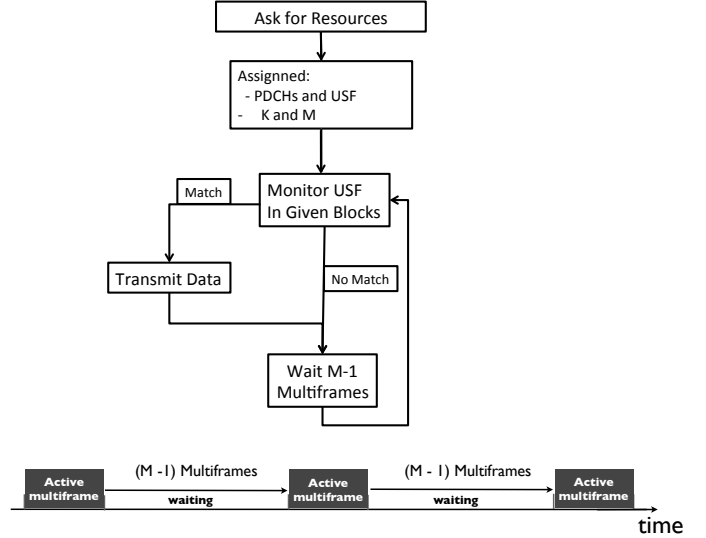 Ask for Resources
Assignned:
- PDCHs and USF
- K and M
Monitor USF
In Given Blocks
Match
Transmit Data
No Match
Wait M-1
Multiframes
(M -1) Multiframes
(M - 1) Multiframes
Active
multiframe
waiting
Active
multiframe
waiting
Active
multiframe
time